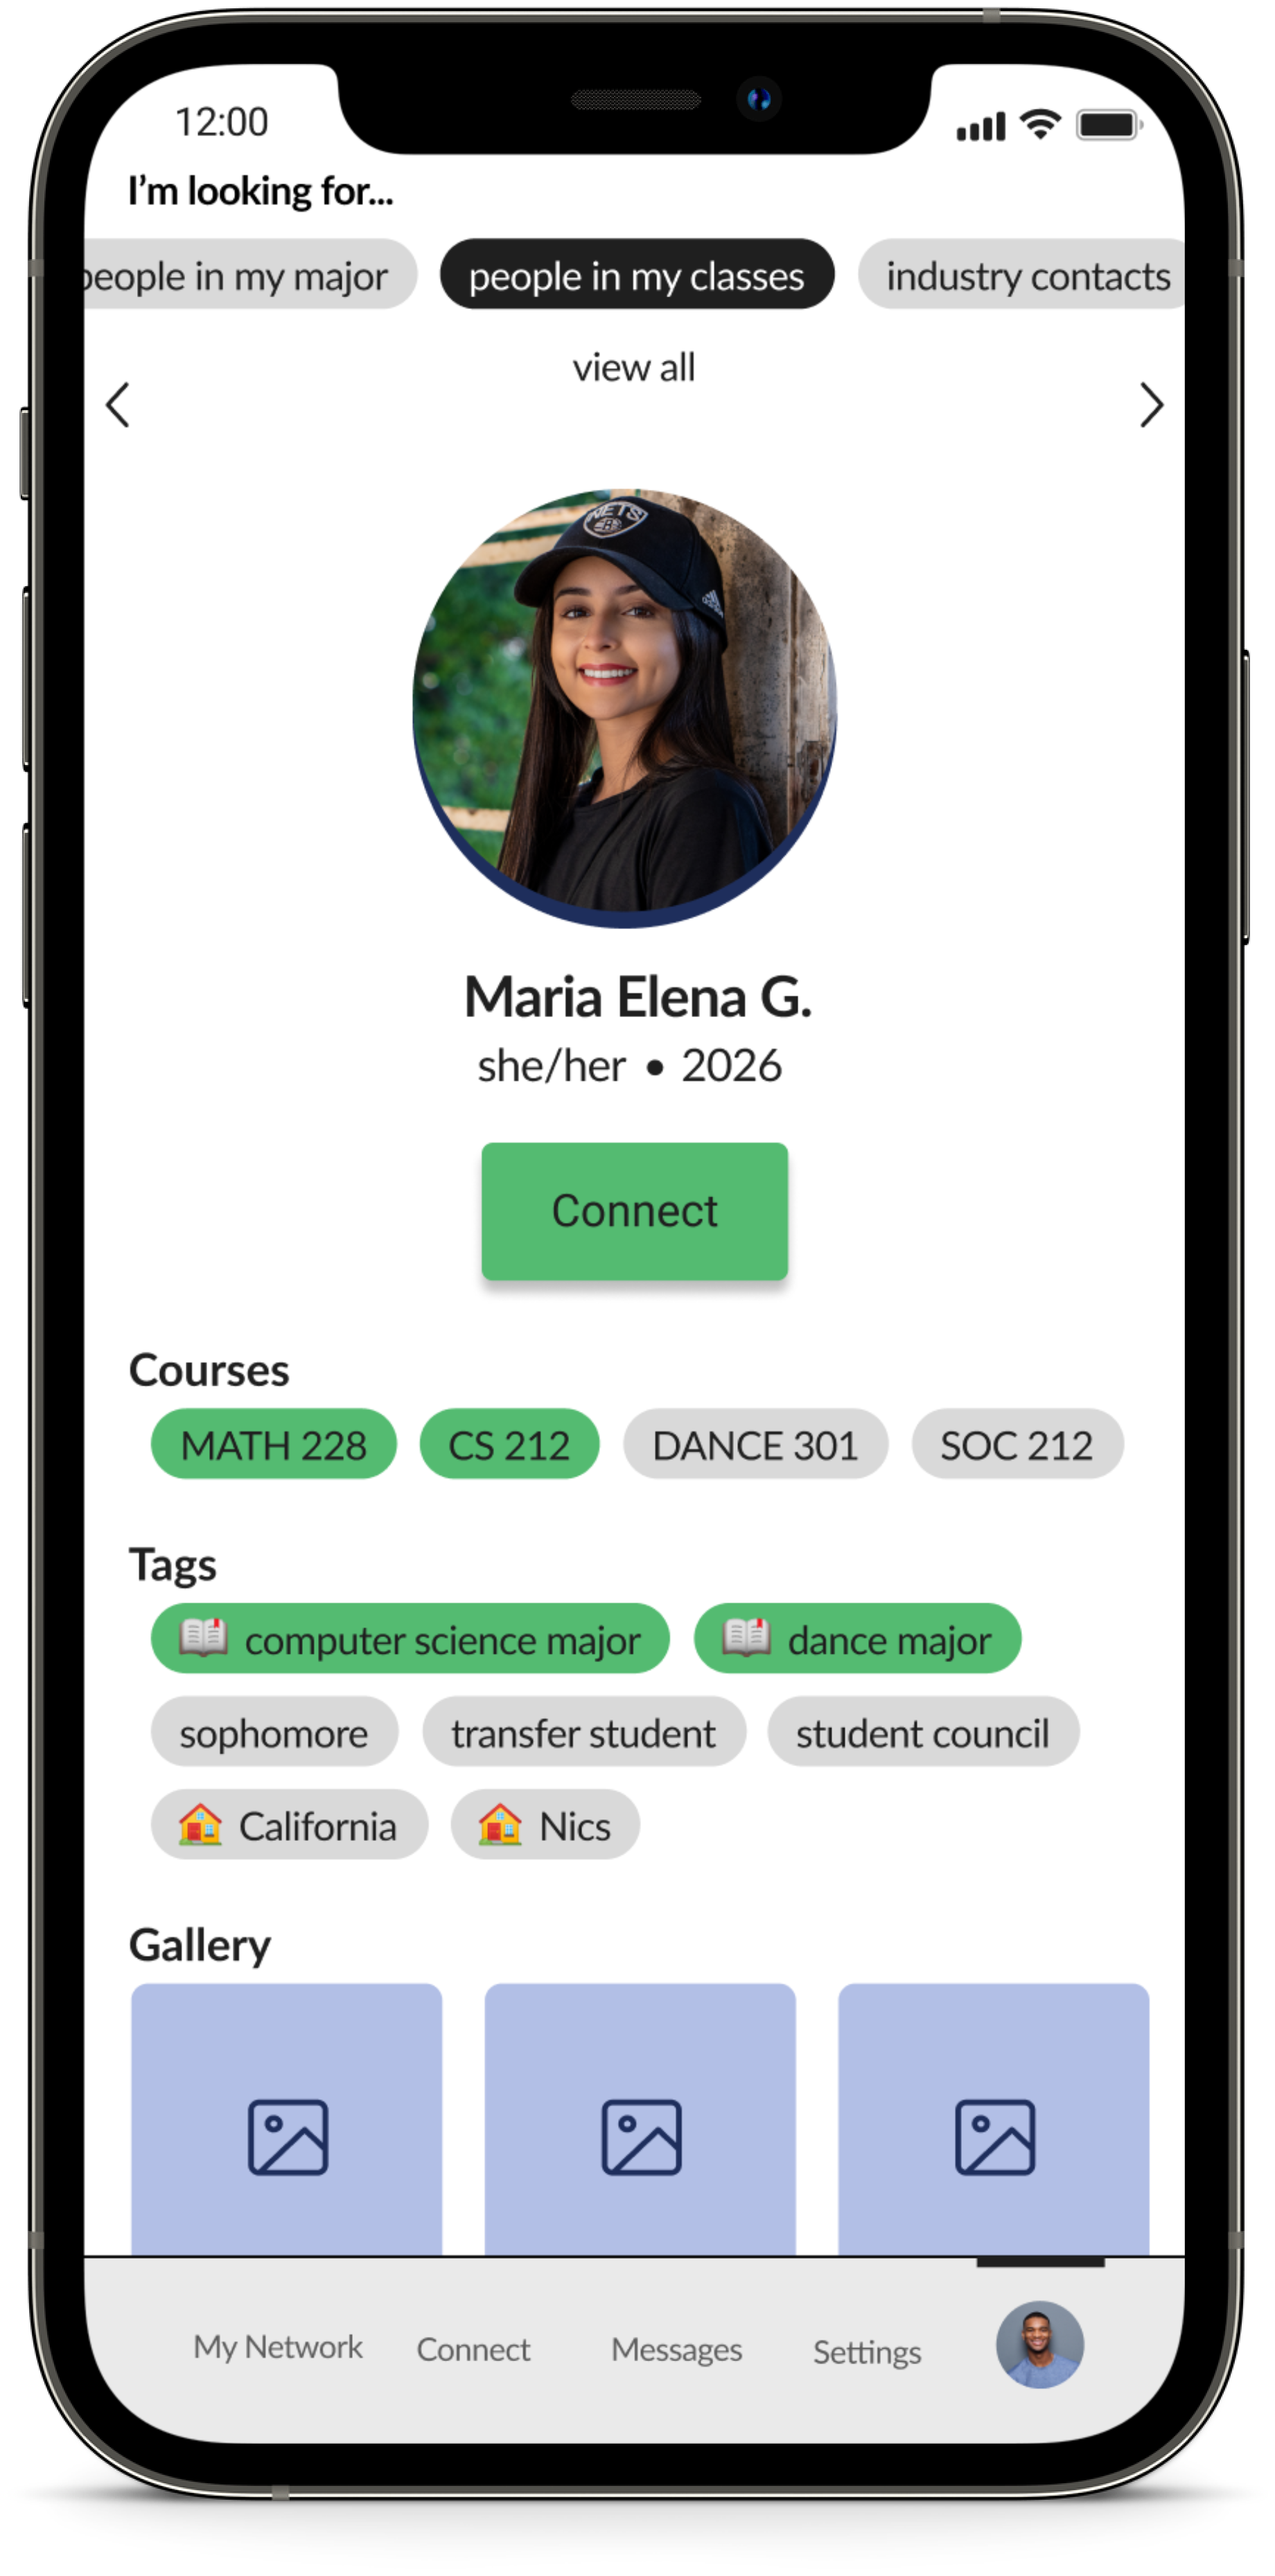 12:00
I'm looking for...
people in my major people in my classes industry contacts
view all
NETS
B
adidas
Maria Elena G.
she/her • 2026
Connect
Courses
MATH 228 CS 212 DANCE 301 SOC 212
Tags
computer science major dance major
sophomore transfer student student council
California Nics
Gallery
My Network Connect Messages Settings